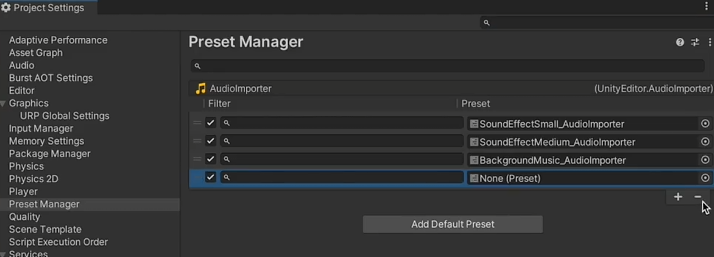 Project Settings
Adaptive Performance
Asset Graph
Audio
Burst AOT Settings
Editor
Graphics
URP Global Settings
Input Manager
Memory Settings
Package Manager
Physics
Physics 2D
Player
Preset Manager
Quality
Scene Template
Script Execution Order
Services
Preset Manager
AudioImporter (UnityEditor.AudioImporter)
Filter Preset
SoundEffectSmall_AudioImporter
SoundEffectMedium_AudioImporter
BackgroundMusic_AudioImporter
None (Preset)
Add Default Preset